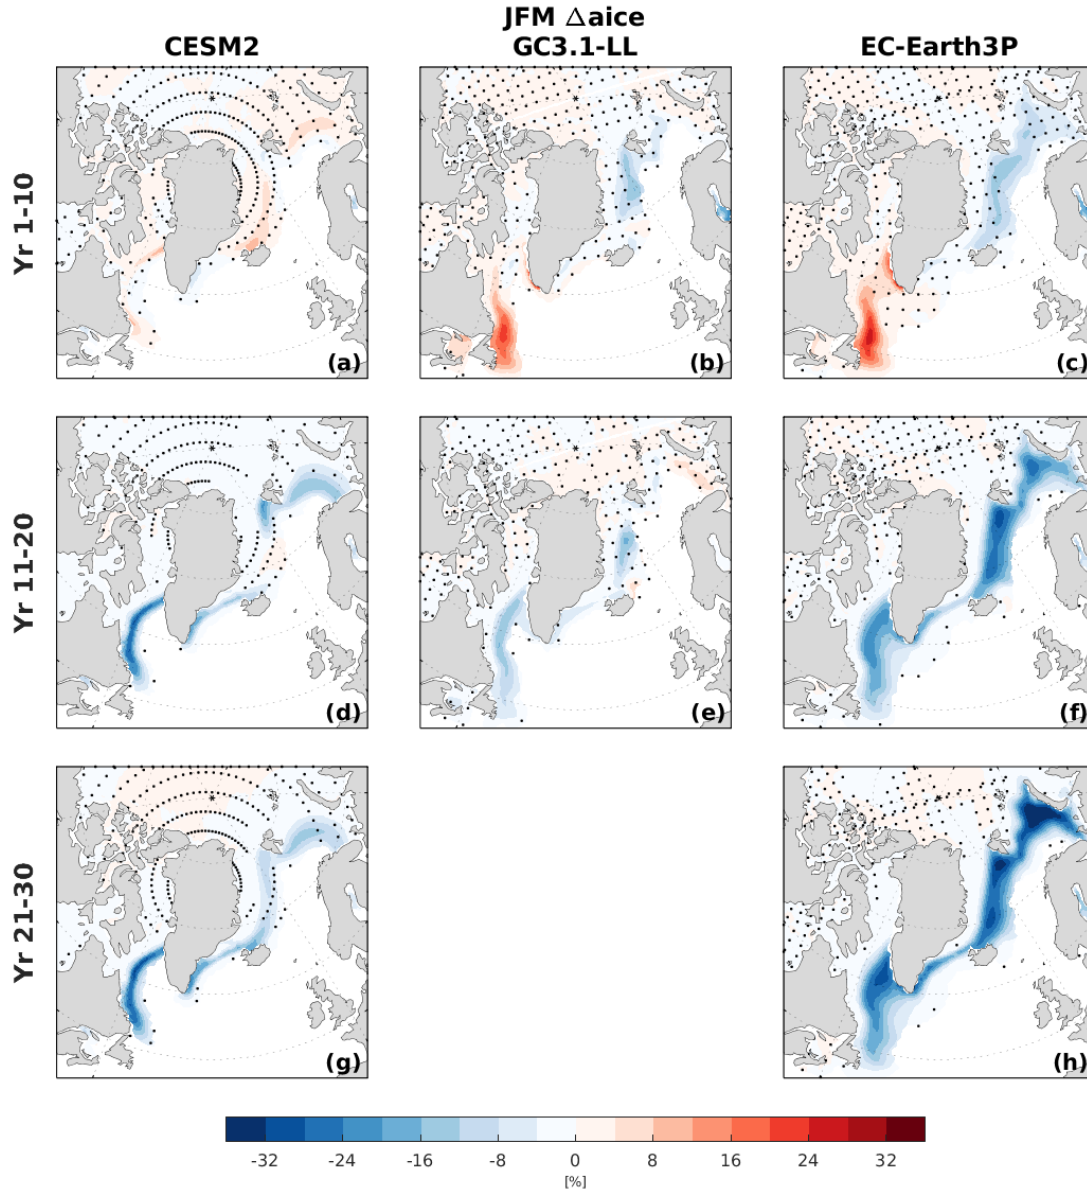 JFM Δaice
CESM2 GC3.1-LL EC-Earth3P
Yr 1-10
(a) (b) (c)
Yr 11-20
(d) (e) (f)
Yr 21-30
(g) (h)
-32 -24 -16 -8 0 8 16 24 32
[%]